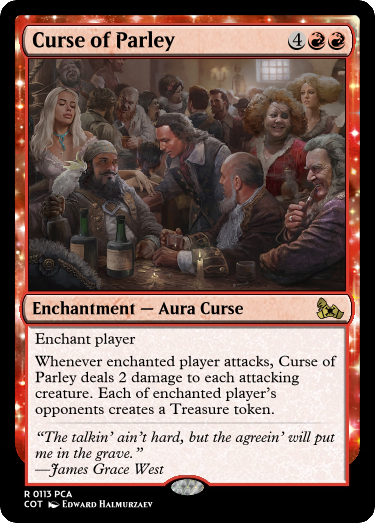 Curse of Parley 4
Enchantment — Aura Curse
Enchant player
Whenever enchanted player attacks, Curse of
Parley deals 2 damage to each attacking
creature. Each of enchanted player's
opponents creates a Treasure token.
"The talkin' ain't hard, but the agreein' will put
me in the grave."
—James Grace West
R 0113 PCA
COT Edward Halmurzaev